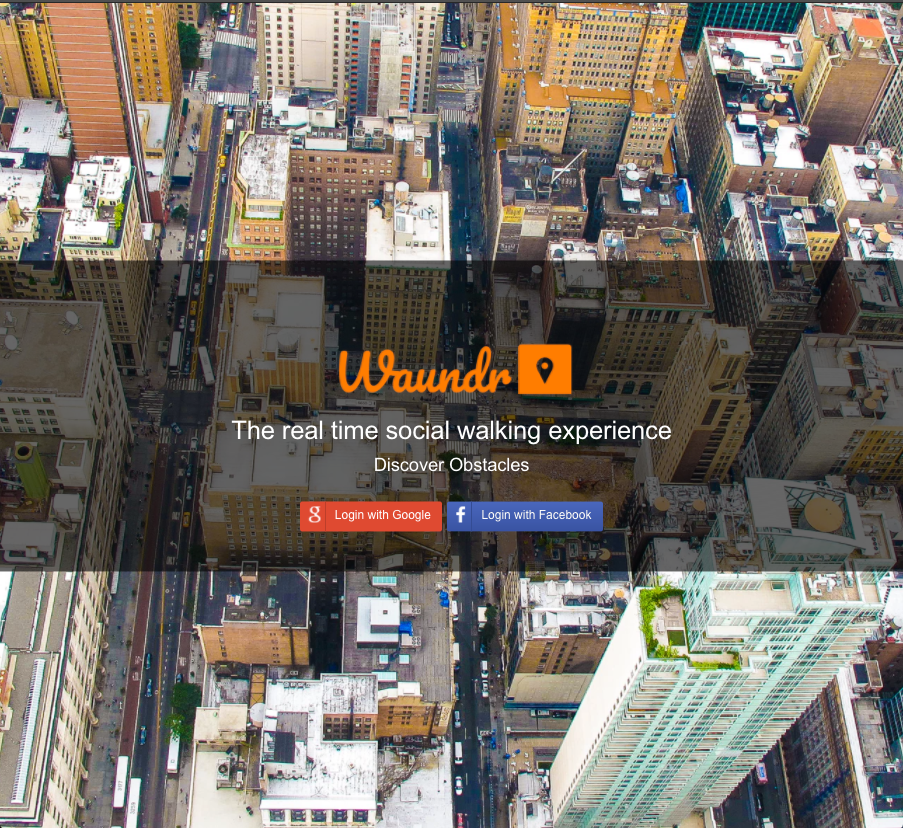 Waundr
The real time social walking experience
Discover Obstacles
Login with Google
Login with Facebook